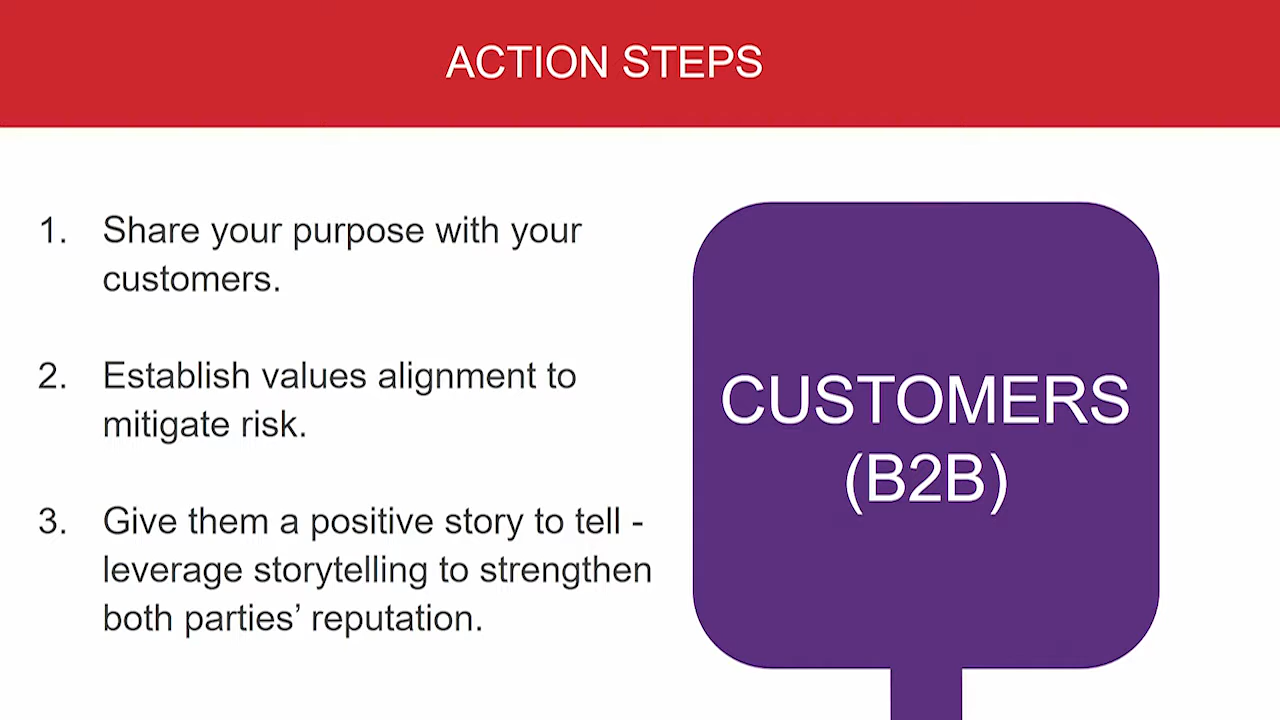 ACTION STEPS
1. Share your purpose with your
customers.
2. Establish values alignment to
mitigate risk.
3. Give them a positive story to tell -
leverage storytelling to strengthen
both parties’ reputation.
CUSTOMERS
(B2B)